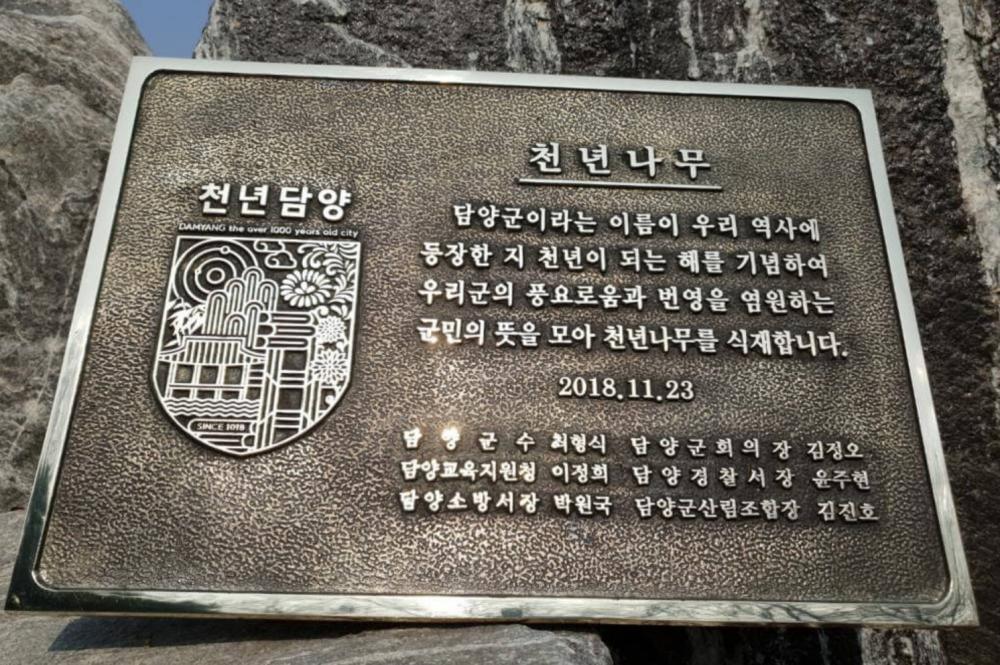 천년담양
DAMYANG the over 1000 years old city
SINCE 1018
천년나무
담양군이라는 이름이 우리 역사에
등장한 지 천년이 되는 해를 기념하여
우리군의 풍요로움과 번영을 염원하는
군민의 뜻을 모아 천년나무를 식재합니다.
2018.11.23
담양군수 최형식 담양군회의장 김정오
담양교육지원청 이정희 담양경찰서장 윤주현
담양소방서장 박원국 담양군산림조합장 김진호